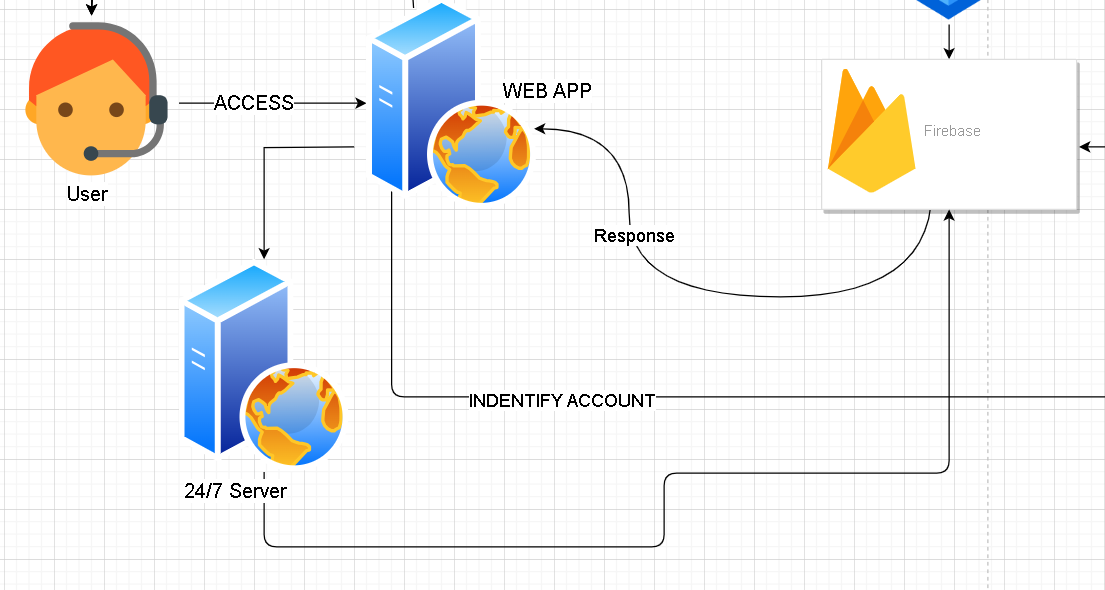 WEB APP
ACCESS
Firebase
User
Response
INDENTIFY ACCOUNT
24/7 Server